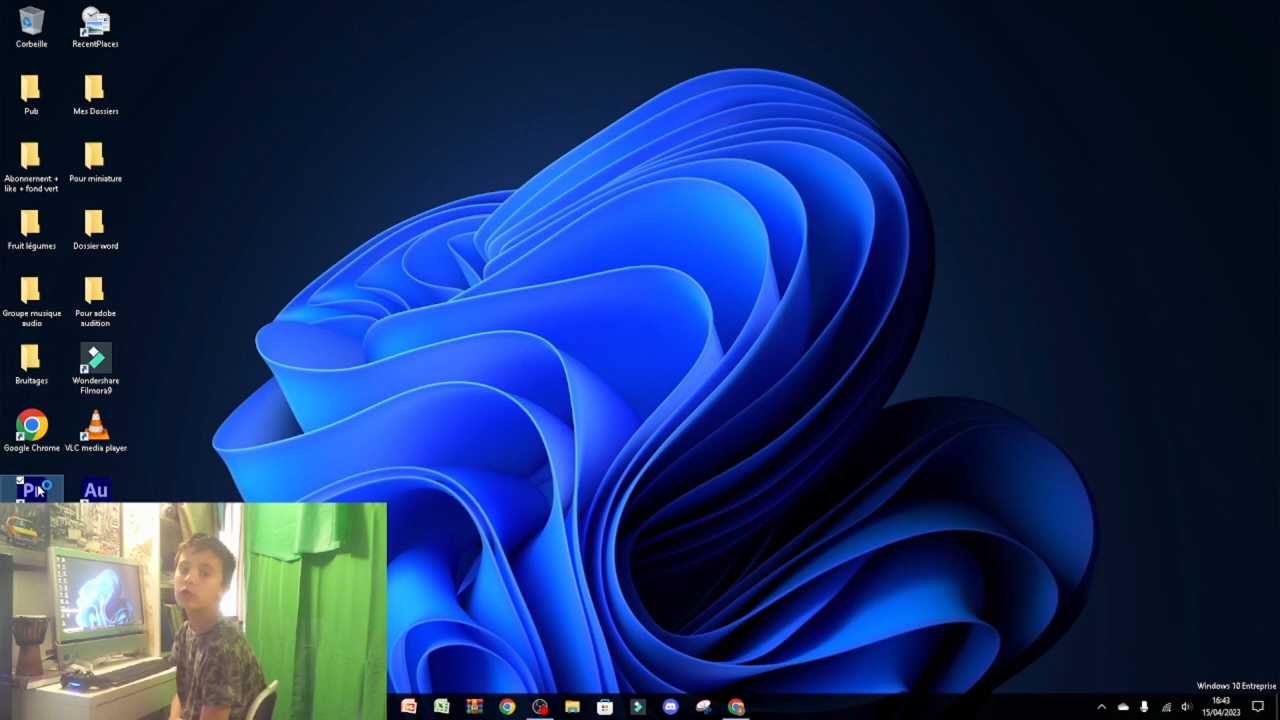 Corbeille
RecentPlaces
Pub
Mes Dossiers
Abonnement +
like + fond vert
Pour miniature
Fruit légumes
Dossier word
Groupe musique
audio
Pour adobe
audition
Bruitages
Wondershare
Filmora9
Google Chrome
VLC media player
Pr
Au
Windows 10 Entreprise
16:43
15/04/2023